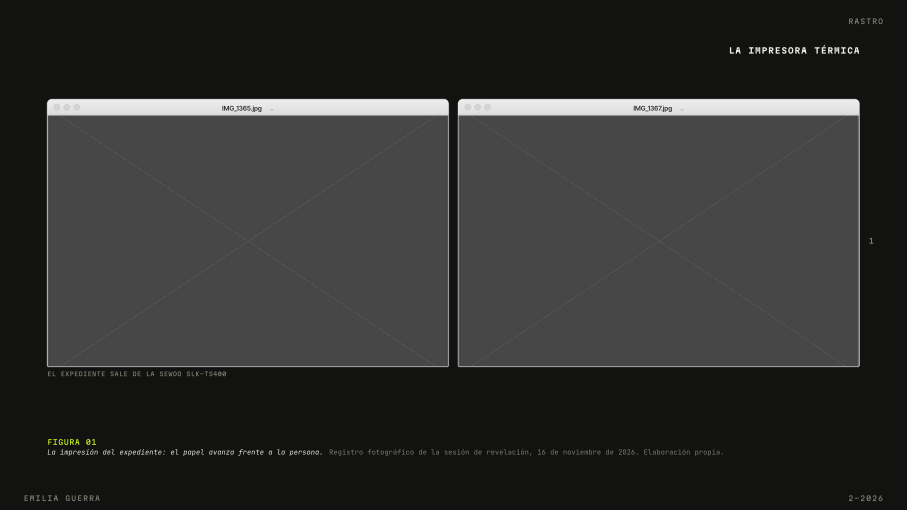 RASTRO
LA IMPRESORA TÉRMICA
IMG_1365.jpg
IMG_1367.jpg
1
EL EXPEDIENTE SALE DE LA SEWOO SLK-TS400
FIGURA 01
La impresión del expediente: el papel avanza frente a la persona. Registro fotográfico de la sesión de revelación, 16 de noviembre de 2026. Elaboración propia.
EMILIA GUERRA
2-2026